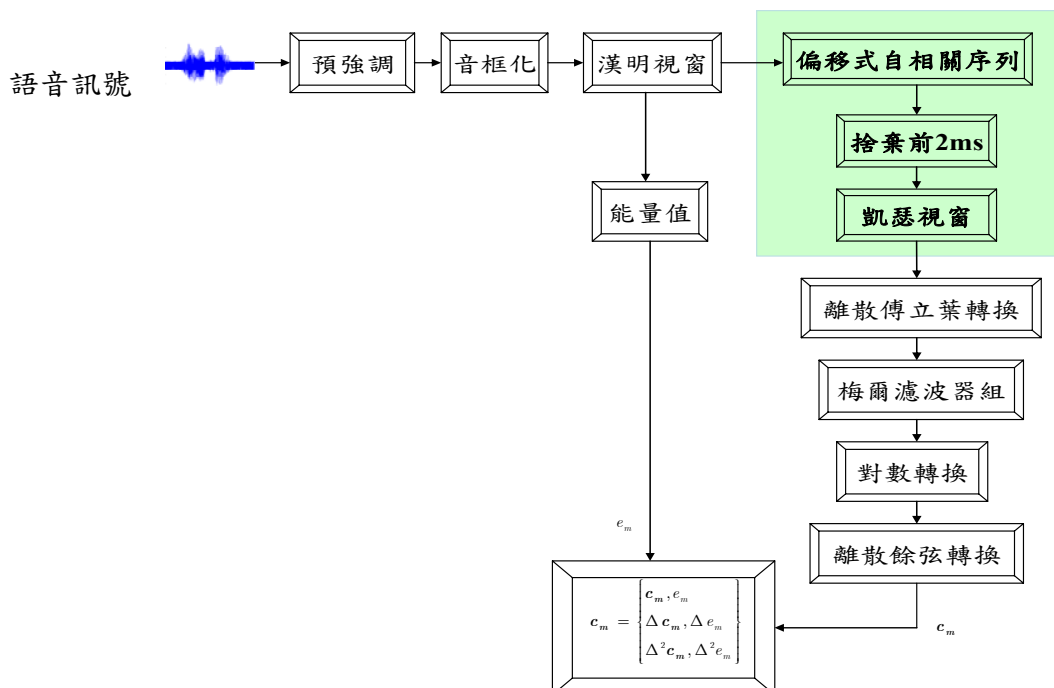 語音訊號
預強調
音框化
漢明視窗
偏移式自相關序列
捨棄前2ms
凱瑟視窗
能量值
離散傅立葉轉換
梅爾濾波器組
對數轉換
離散餘弦轉換
e_m
c_m
c_m = { c_m, e_m
Δ c_m, Δ e_m
Δ²c_m, Δ²e_m }